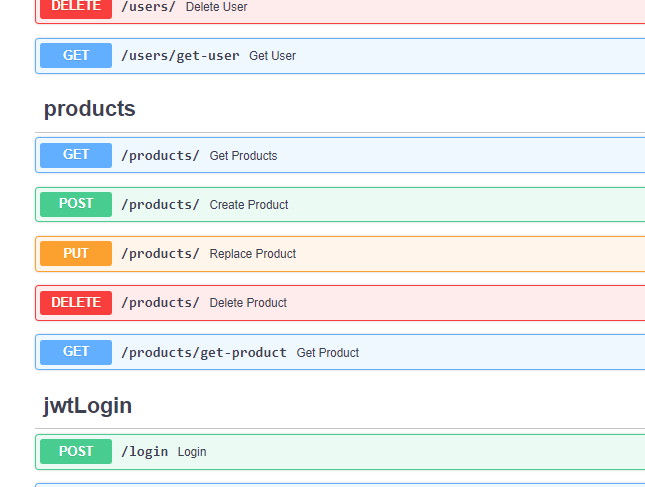 DELETE /users/ Delete User
GET /users/get-user Get User
products
GET /products/ Get Products
POST /products/ Create Product
PUT /products/ Replace Product
DELETE /products/ Delete Product
GET /products/get-product Get Product
jwtLogin
POST /login Login